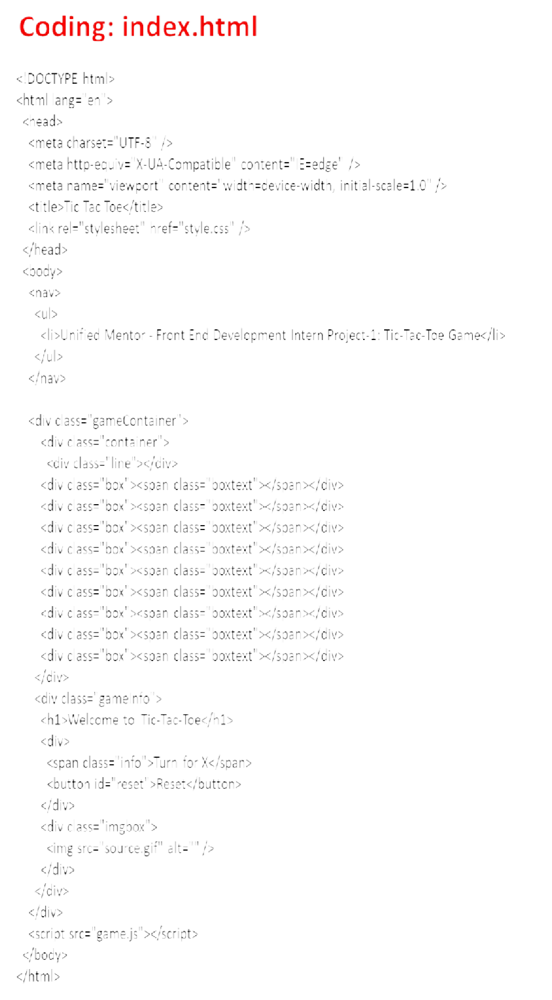 Coding: index.html
<!DOCTYPE html>
<html lang="en">
<head>
<meta charset="UTF-8" />
<meta http-equiv="X-UA-Compatible" content="IE=edge" />
<meta name="viewport" content="width=device-width, initial-scale=1.0" />
<title>Tic Tac Toe</title>
<link rel="stylesheet" href="style.css" />
</head>
<body>
<nav>
<ul>
<li>Unified Mentor - Front End Development Intern Project-1: Tic-Tac-Toe Game</li>
</ul>
</nav>
<div class="gameContainer">
<div class="container">
<div class="line"></div>
<div class="box"><span class="boxtext"></span></div>
<div class="box"><span class="boxtext"></span></div>
<div class="box"><span class="boxtext"></span></div>
<div class="box"><span class="boxtext"></span></div>
<div class="box"><span class="boxtext"></span></div>
<div class="box"><span class="boxtext"></span></div>
<div class="box"><span class="boxtext"></span></div>
<div class="box"><span class="boxtext"></span></div>
<div class="box"><span class="boxtext"></span></div>
</div>
<div class="gameInfo">
<h1>Welcome to Tic-Tac-Toe</h1>
<div>
<span class="info">Turn for X</span>
<button id="reset">Reset</button>
</div>
<div class="imgbox">
<img src="source.gif" alt="" />
</div>
</div>
</div>
<script src="game.js"></script>
</body>
</html>